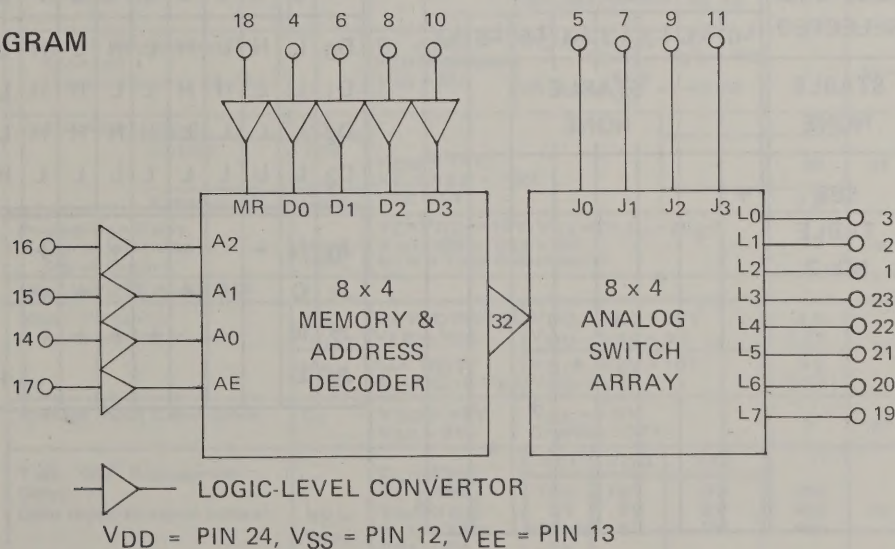 AGRAM
18 4 6 8 10 5 7 9 11
MR D0 D1 D2 D3 J0 J1 J2 J3
16 A2
15 A1
14 A0
17 AE
8 x 4
MEMORY &
ADDRESS
DECODER
32
8 x 4
ANALOG
SWITCH
ARRAY
L0 3
L1 2
L2 1
L3 23
L4 22
L5 21
L6 20
L7 19
LOGIC-LEVEL CONVERTOR
VDD = PIN 24, VSS = PIN 12, VEE = PIN 13